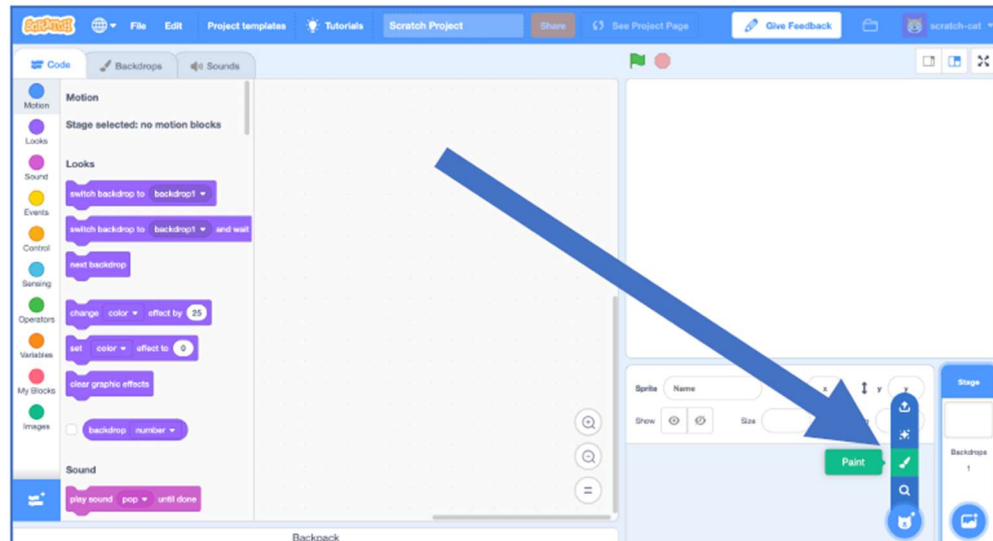 SCRATCH File Edit Project templates Tutorials Scratch Project Share See Project Page Give Feedback scratch-cat
Code Backdrops Sounds
Motion
Looks
Sound
Events
Control
Sensing
Operators
Variables
My Blocks
Images
Motion
Stage selected: no motion blocks
Looks
switch backdrop to backdrop1
switch backdrop to backdrop1 and wait
next backdrop
change color effect by 25
set color effect to 0
clear graphic effects
backdrop number
Sound
play sound pop until done
Backpack
Sprite Name x y y
Show Size
Paint
Stage
Backdrops
1